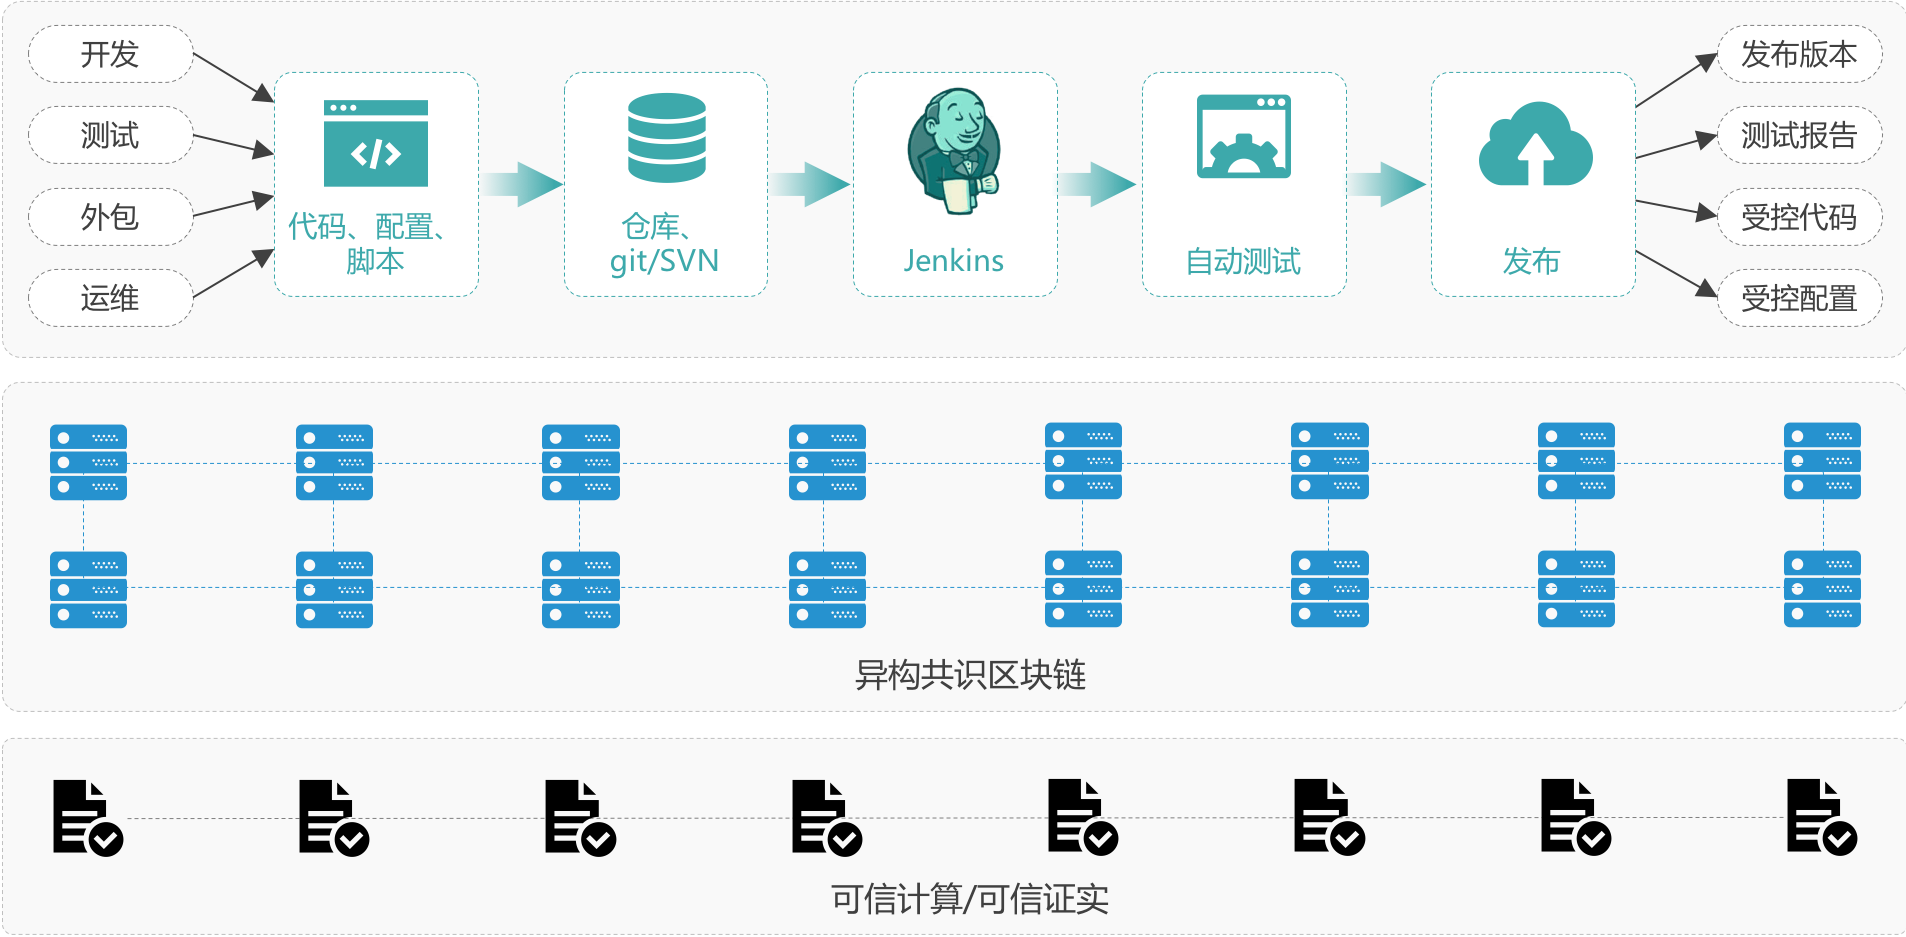 开发
测试
外包
运维
代码、配置、
脚本
仓库、
git/SVN
Jenkins
自动测试
发布
发布版本
测试报告
受控代码
受控配置
异构共识区块链
可信计算/可信证实